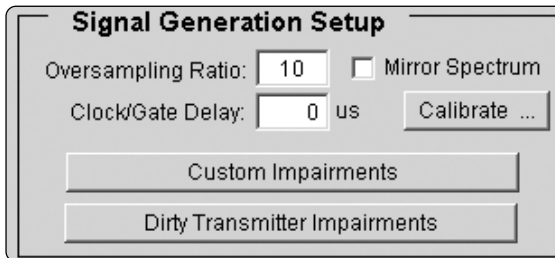 Signal Generation Setup
Oversampling Ratio: 10 Mirror Spectrum
Clock/Gate Delay: 0 us Calibrate ...
Custom Impairments
Dirty Transmitter Impairments